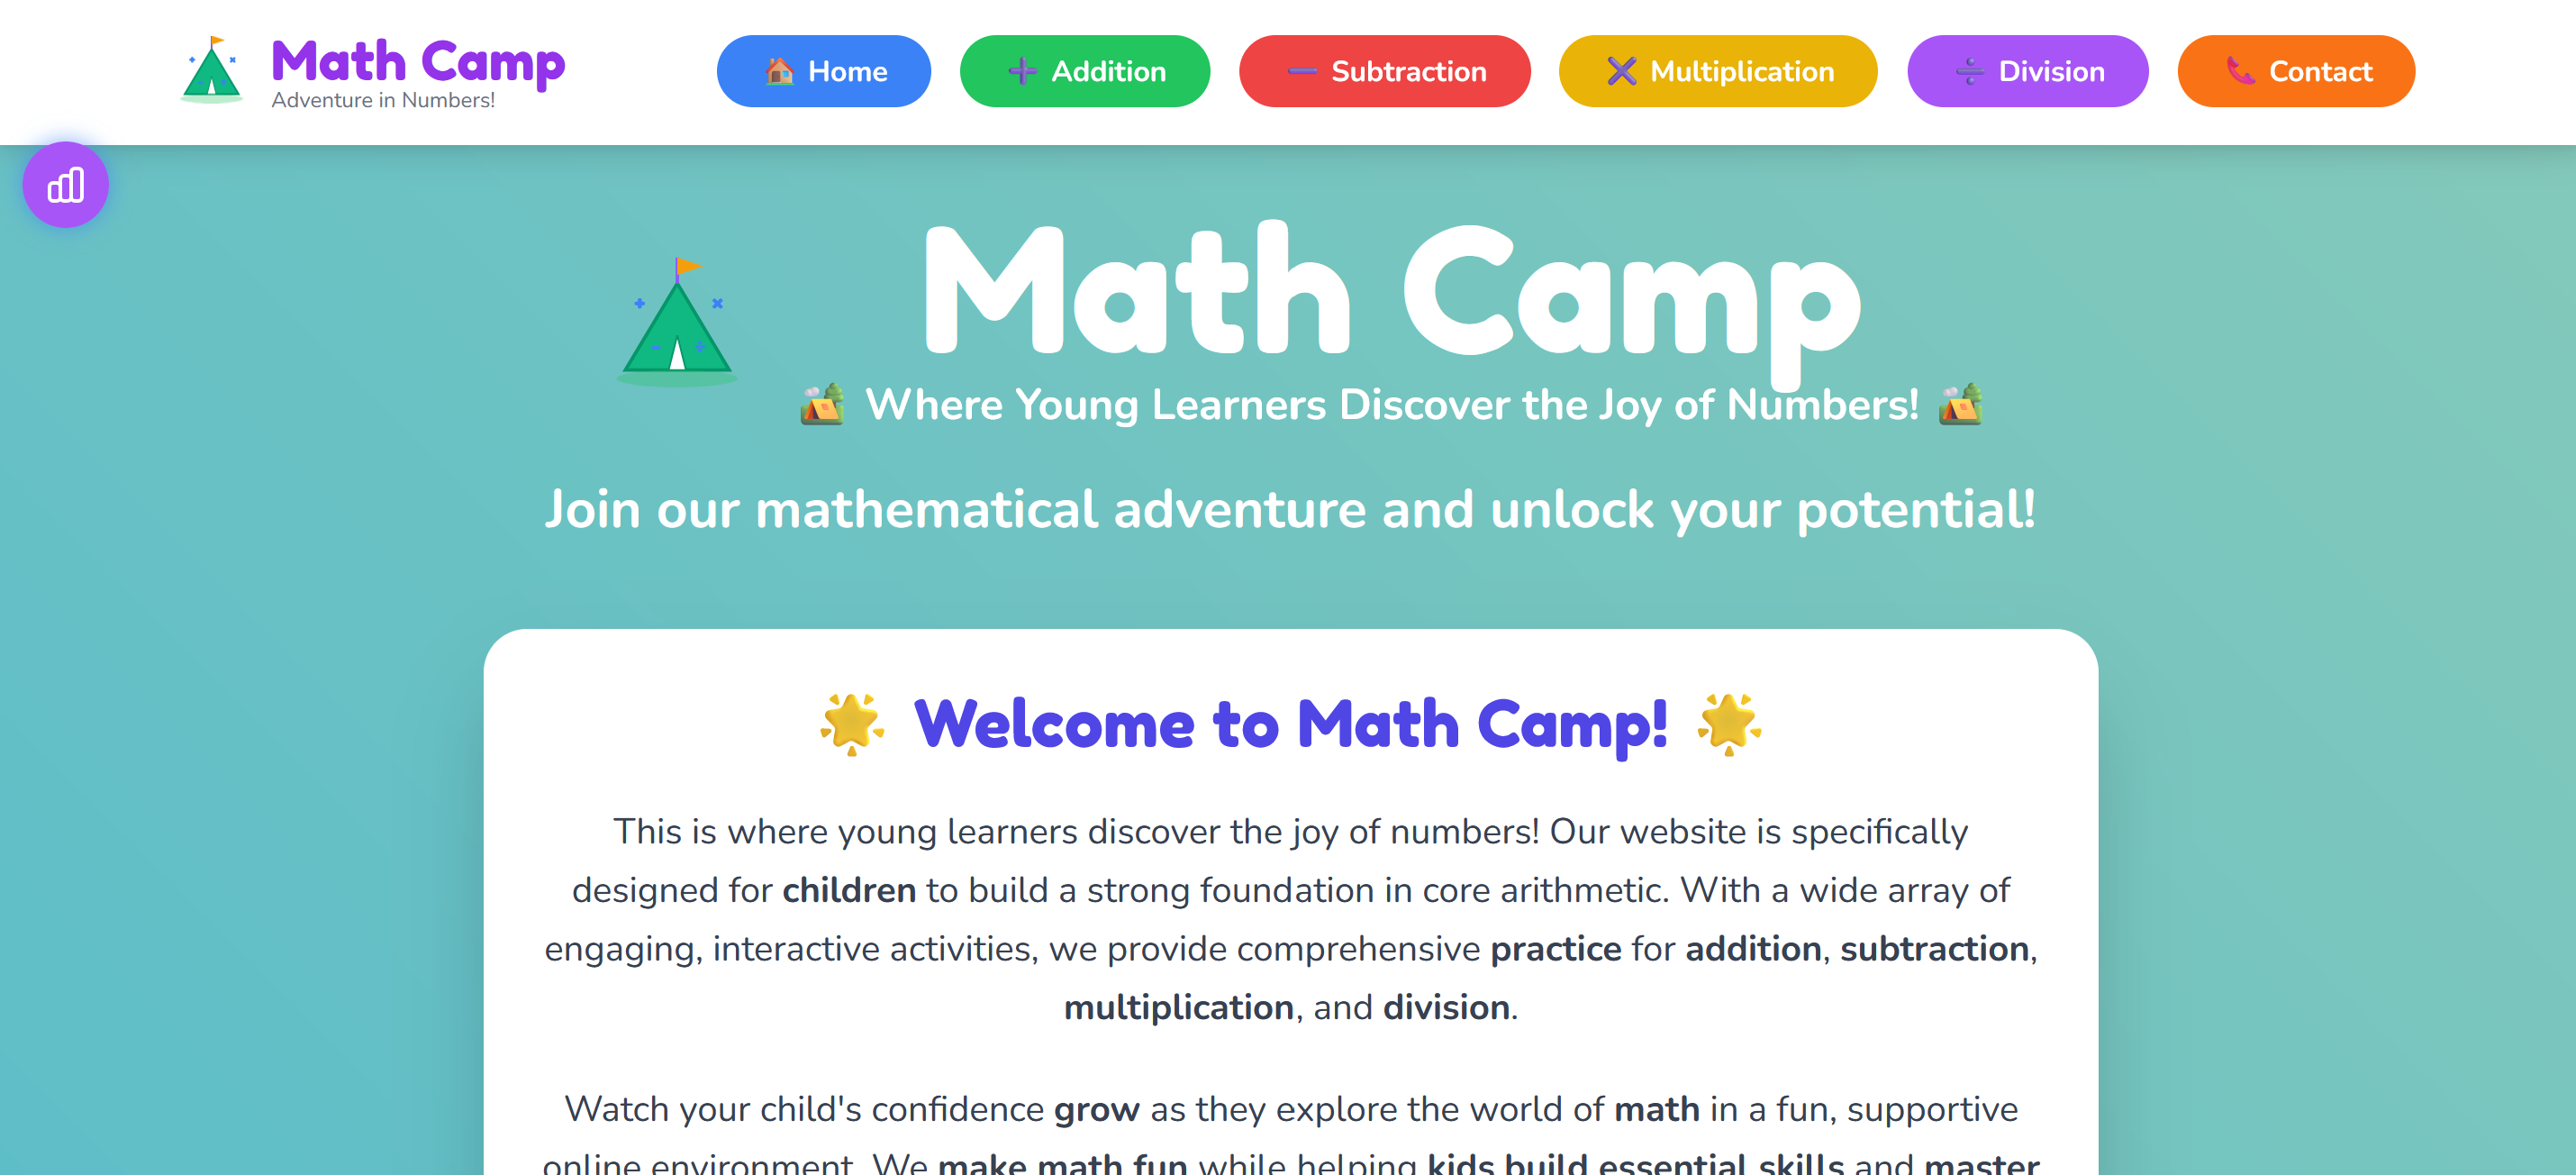 Math Camp
Adventure in Numbers!
Home
Addition
Subtraction
Multiplication
Division
Contact
Math Camp
Where Young Learners Discover the Joy of Numbers!
Join our mathematical adventure and unlock your potential!
Welcome to Math Camp!
This is where young learners discover the joy of numbers! Our website is specifically
designed for children to build a strong foundation in core arithmetic. With a wide array of
engaging, interactive activities, we provide comprehensive practice for addition, subtraction,
multiplication, and division.
Watch your child's confidence grow as they explore the world of math in a fun, supportive
online environment. We make math fun while helping kids build essential skills and master